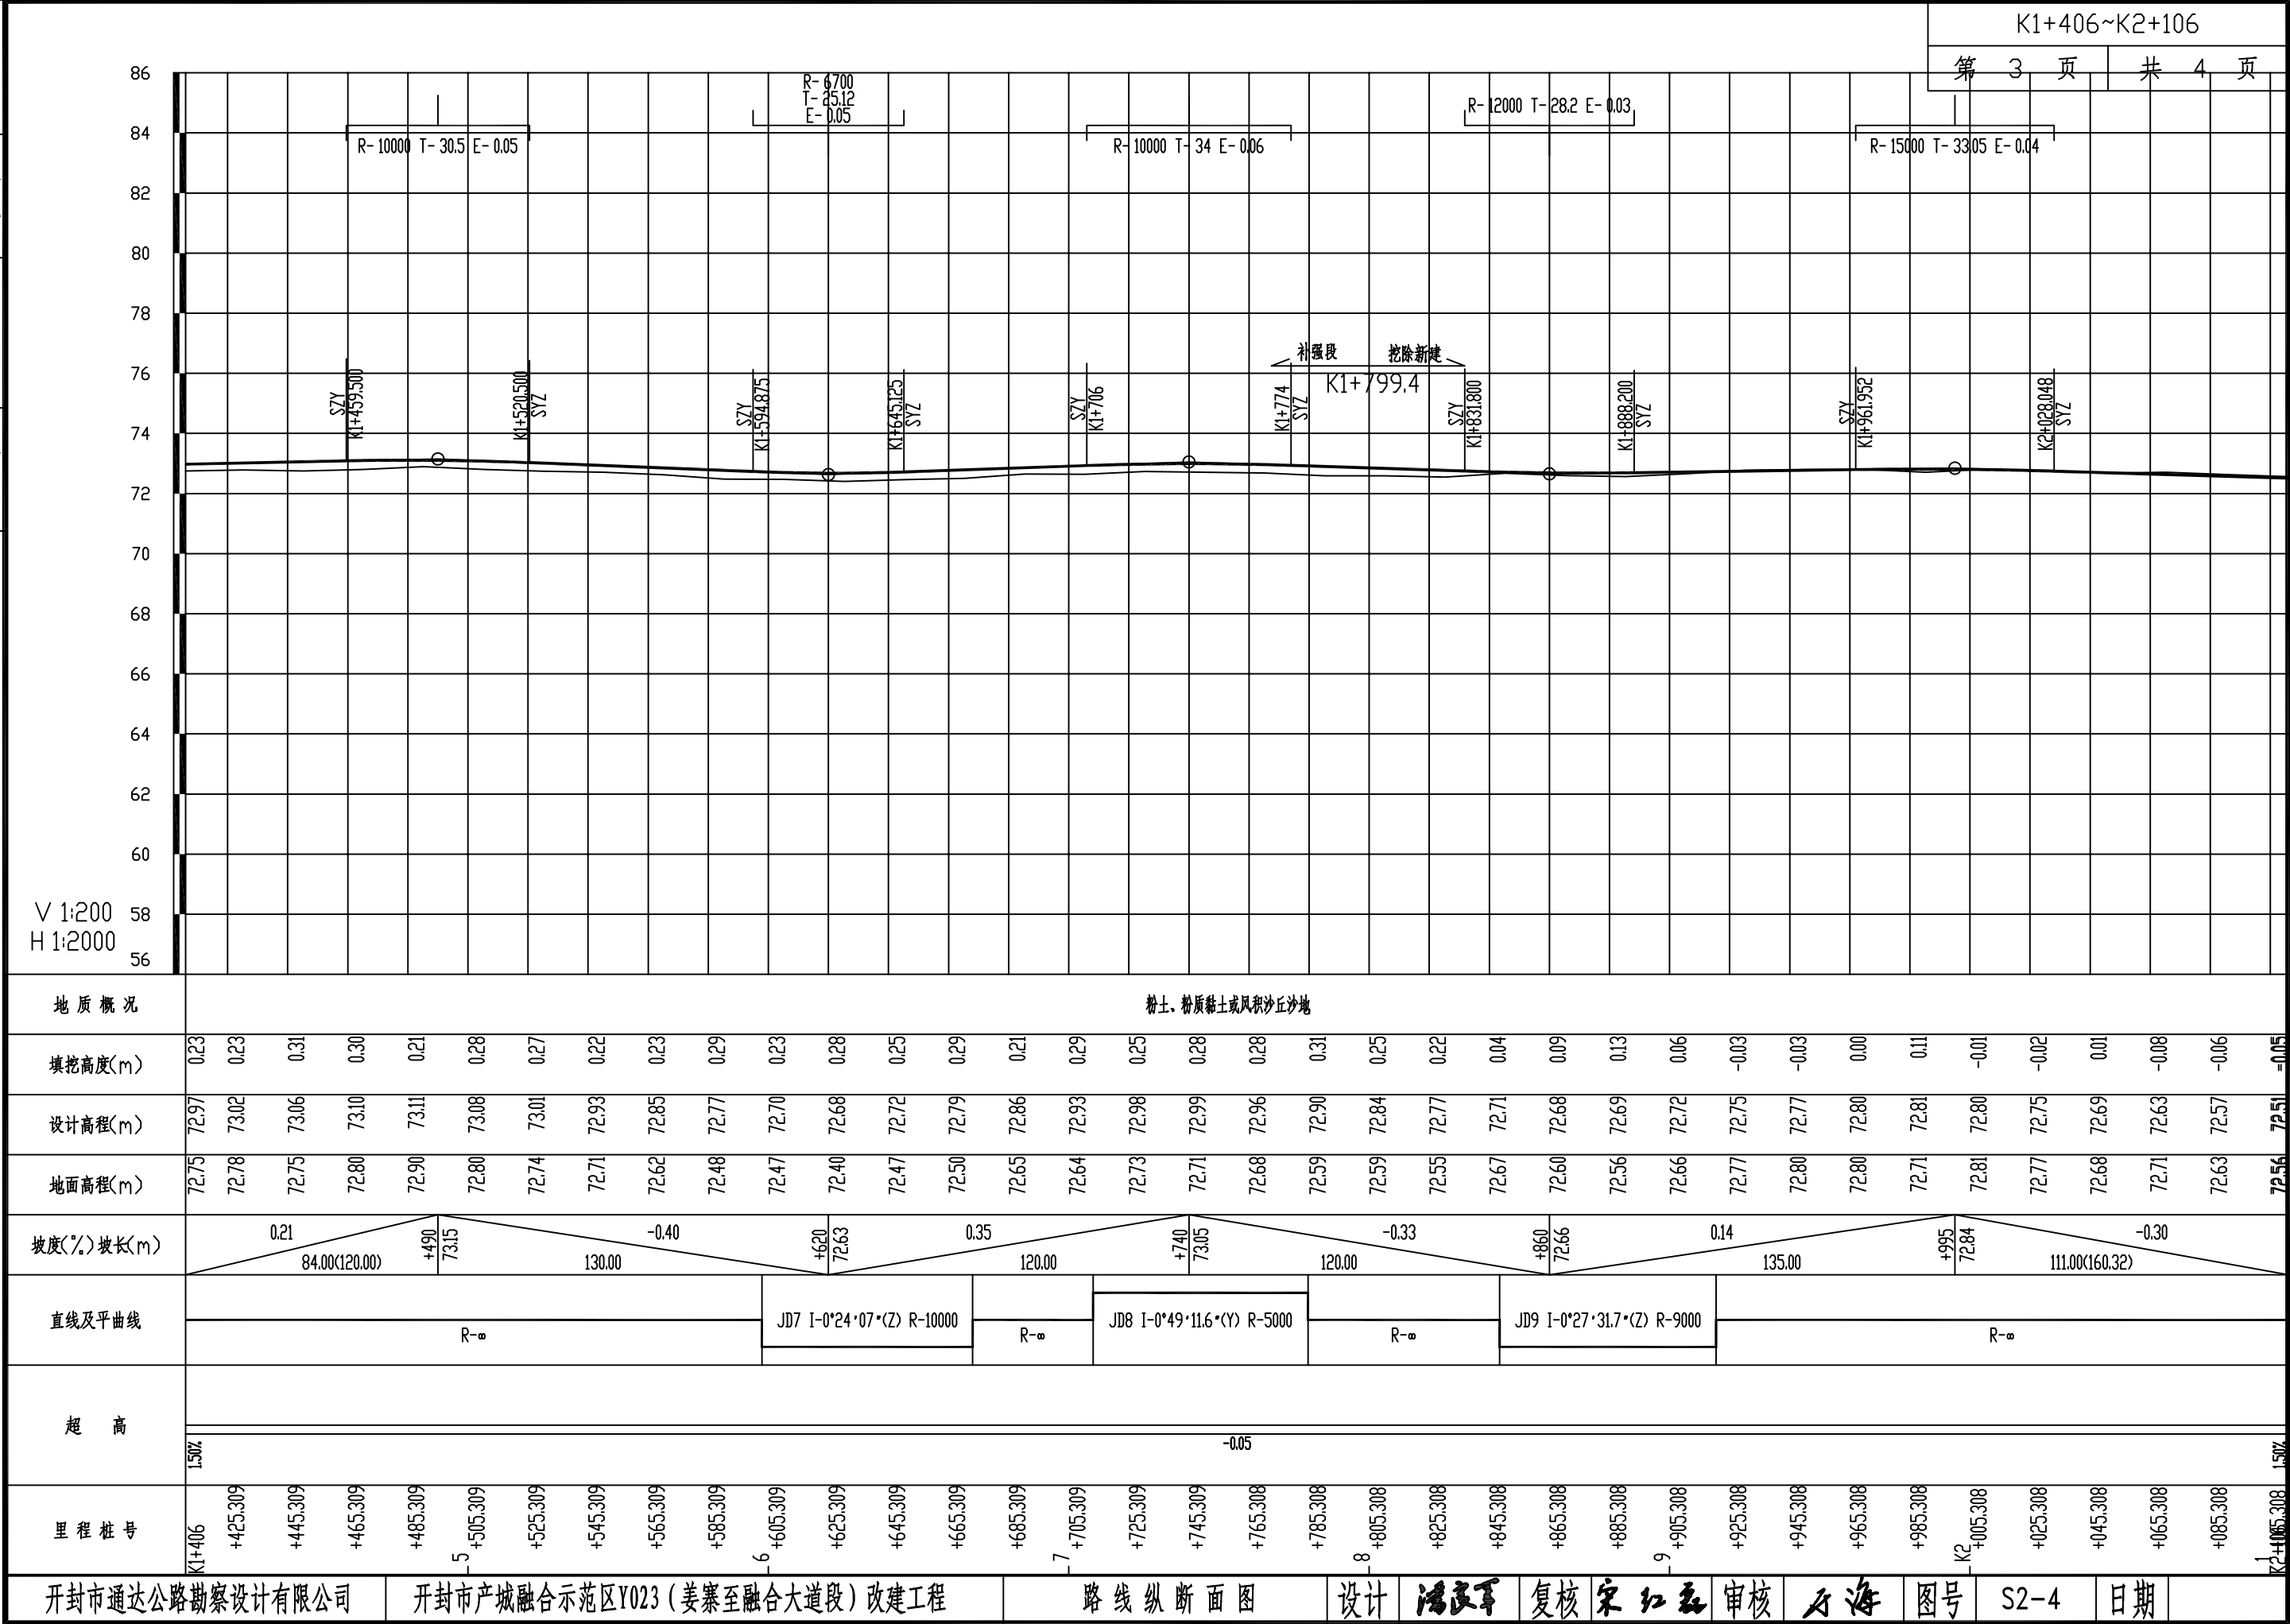 K1+406~K2+106
第 3 页 共 4 页
86
84
82
80
78
76
74
72
70
68
66
64
62
60
58
56
V 1:200
H 1:2000
R-10000 T-30.5 E-0.05
R-6700
T-25.12
E-0.05
R-10000 T-34 E-0.06
R-12000 T-28.2 E-0.03
R-15000 T-33.05 E-0.04
SZY
K1+459.500
K1+520.500
SYZ
SZY
K1+594.875
K1+645.125
SYZ
SZY
K1+706
K1+774
SYZ
补强段 挖除新建
K1+799.4
SZY
K1+831.800
K1+888.200
SYZ
SZY
K1+961.952
K2+028.048
SYZ
地质概况 粉土、粉质黏土或风积沙丘沙地
填挖高度(m) 0.23 0.23 0.31 0.30 0.21 0.28 0.27 0.22 0.23 0.29 0.23 0.28 0.25 0.29 0.21 0.29 0.25 0.28 0.28 0.31 0.25 0.22 0.04 0.09 0.13 0.06 -0.03 -0.03 0.00 0.11 -0.01 -0.02 0.01 -0.08 -0.06 -0.05
设计高程(m) 72.97 73.02 73.06 73.10 73.11 73.08 73.01 72.93 72.85 72.77 72.70 72.68 72.72 72.79 72.86 72.93 72.98 72.99 72.96 72.90 72.84 72.77 72.71 72.68 72.69 72.72 72.75 72.77 72.80 72.81 72.80 72.75 72.69 72.63 72.57 72.51
地面高程(m) 72.75 72.78 72.75 72.80 72.90 72.80 72.74 72.71 72.62 72.48 72.47 72.40 72.47 72.50 72.65 72.64 72.73 72.71 72.68 72.59 72.59 72.55 72.67 72.60 72.56 72.66 72.77 72.80 72.80 72.71 72.81 72.77 72.68 72.71 72.63 72.56
坡度(%)坡长(m) 0.21 84.00(120.00) +490 73.15 -0.40 130.00 +620 72.63 0.35 120.00 +740 73.05 -0.33 120.00 +860 72.66 0.14 135.00 +995 72.84 -0.30 111.00(160.32)
直线及平曲线 R-∞ JD7 I-0°24'07"(Z) R-10000 R-∞ JD8 I-0°49'11.6"(Y) R-5000 R-∞ JD9 I-0°27'31.7"(Z) R-9000 R-∞
超高 1.50% -0.05 1.50%
里程桩号 K1+406 +425.309 +445.309 +465.309 +485.309 5 +505.309 +525.309 +545.309 +565.309 +585.309 6 +605.309 +625.309 +645.309 +665.309 +685.309 7 +705.309 +725.309 +745.309 +765.308 +785.308 8 +805.308 +825.308 +845.308 +865.308 +885.308 9 +905.308 +925.308 +945.308 +965.308 +985.308 K2 +005.308 +025.308 +045.308 +065.308 +085.308 1
开封市通达公路勘察设计有限公司 开封市产城融合示范区Y023（姜寨至融合大道段）改建工程 路线纵断面图 设计 复核 宋红磊 审核 图号 S2-4 日期